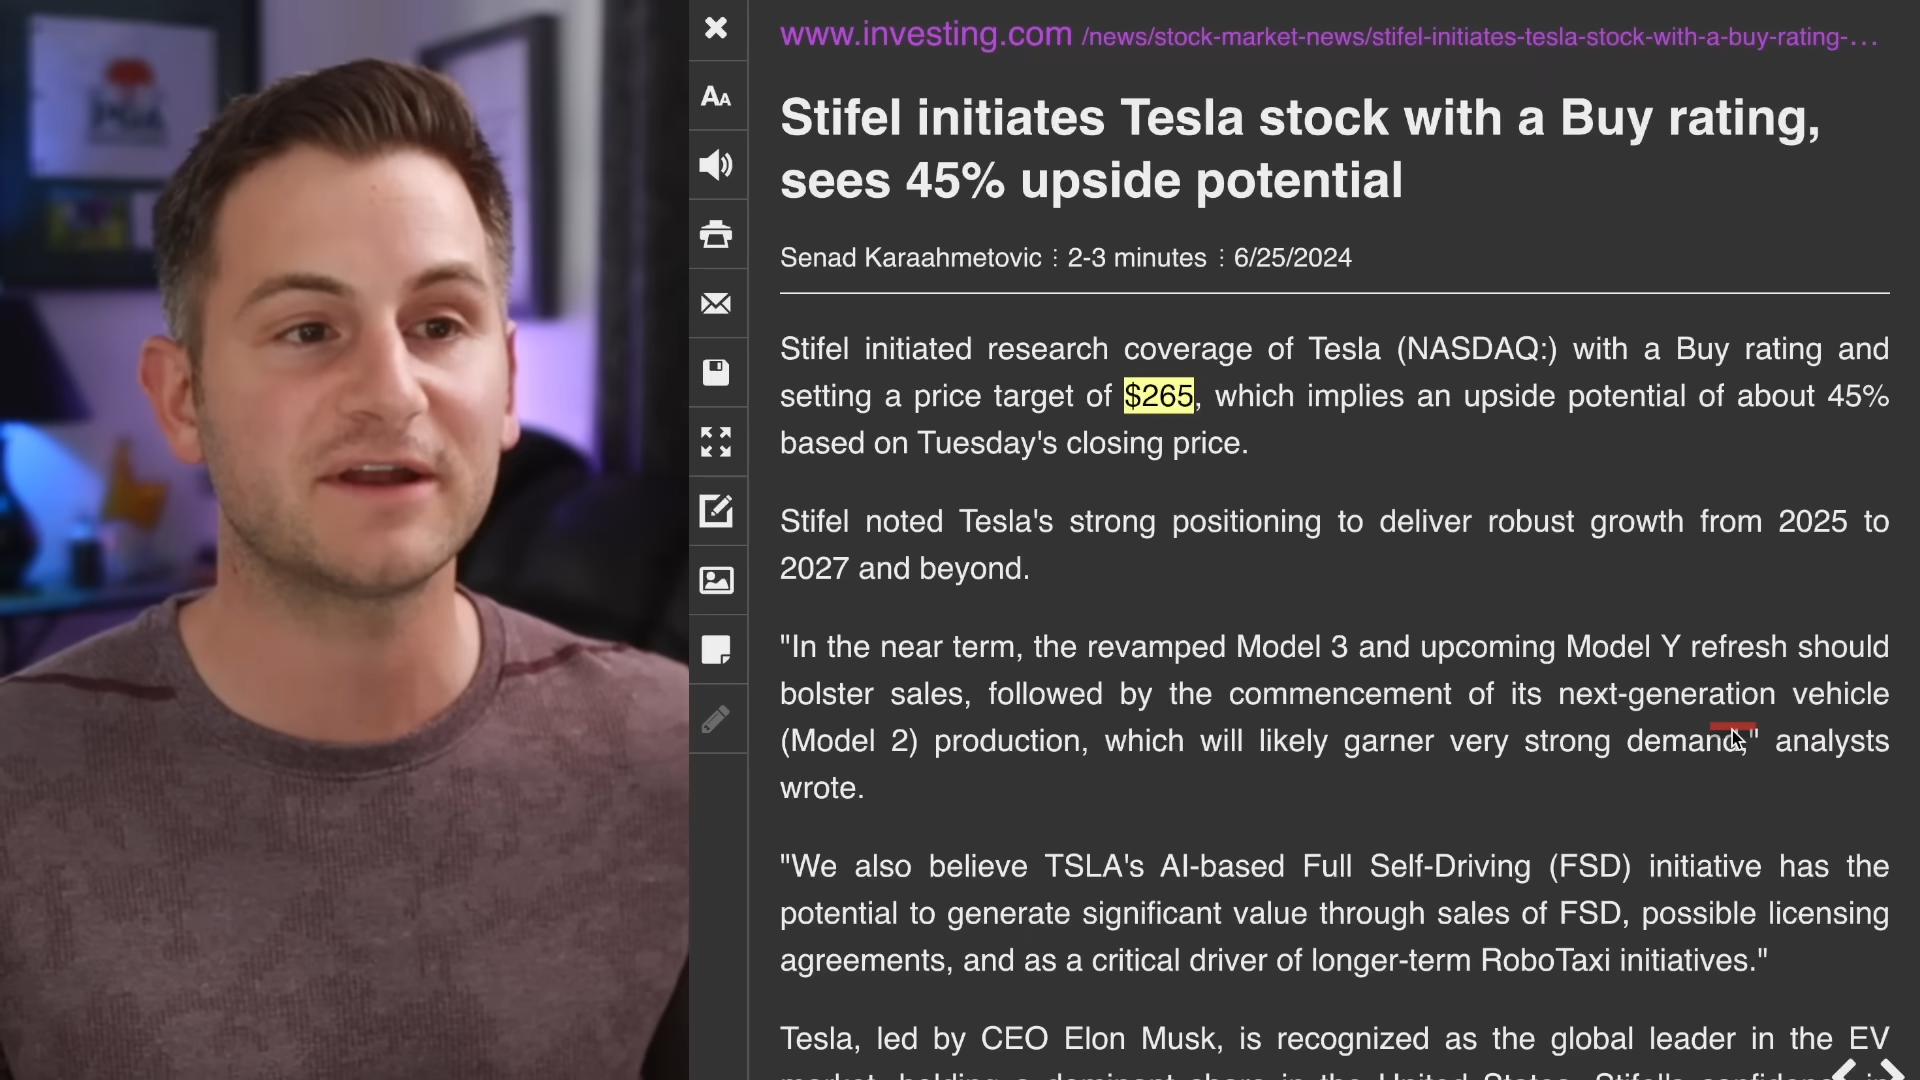 www.investing.com /news/stock-market-news/stifel-initiates-tesla-stock-with-a-buy-rating-...
Stifel initiates Tesla stock with a Buy rating,
sees 45% upside potential
Senad Karaahmetovic ⋮ 2-3 minutes ⋮ 6/25/2024
Stifel initiated research coverage of Tesla (NASDAQ:) with a Buy rating and
setting a price target of $265, which implies an upside potential of about 45%
based on Tuesday's closing price.
Stifel noted Tesla's strong positioning to deliver robust growth from 2025 to
2027 and beyond.
"In the near term, the revamped Model 3 and upcoming Model Y refresh should
bolster sales, followed by the commencement of its next-generation vehicle
(Model 2) production, which will likely garner very strong demand," analysts
wrote.
"We also believe TSLA's AI-based Full Self-Driving (FSD) initiative has the
potential to generate significant value through sales of FSD, possible licensing
agreements, and as a critical driver of longer-term RoboTaxi initiatives."
Tesla, led by CEO Elon Musk, is recognized as the global leader in the EV